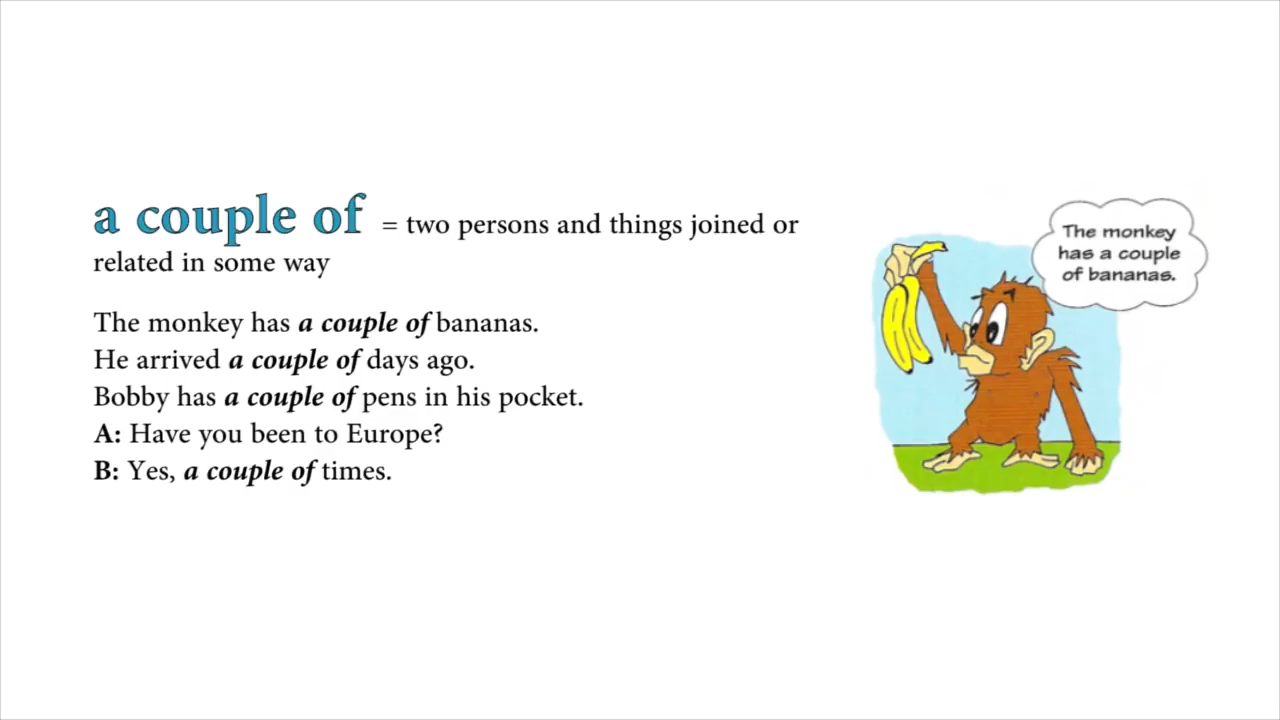 a couple of = two persons and things joined or
related in some way
The monkey has a couple of bananas.
He arrived a couple of days ago.
Bobby has a couple of pens in his pocket.
A: Have you been to Europe?
B: Yes, a couple of times.
The monkey
has a couple
of bananas.